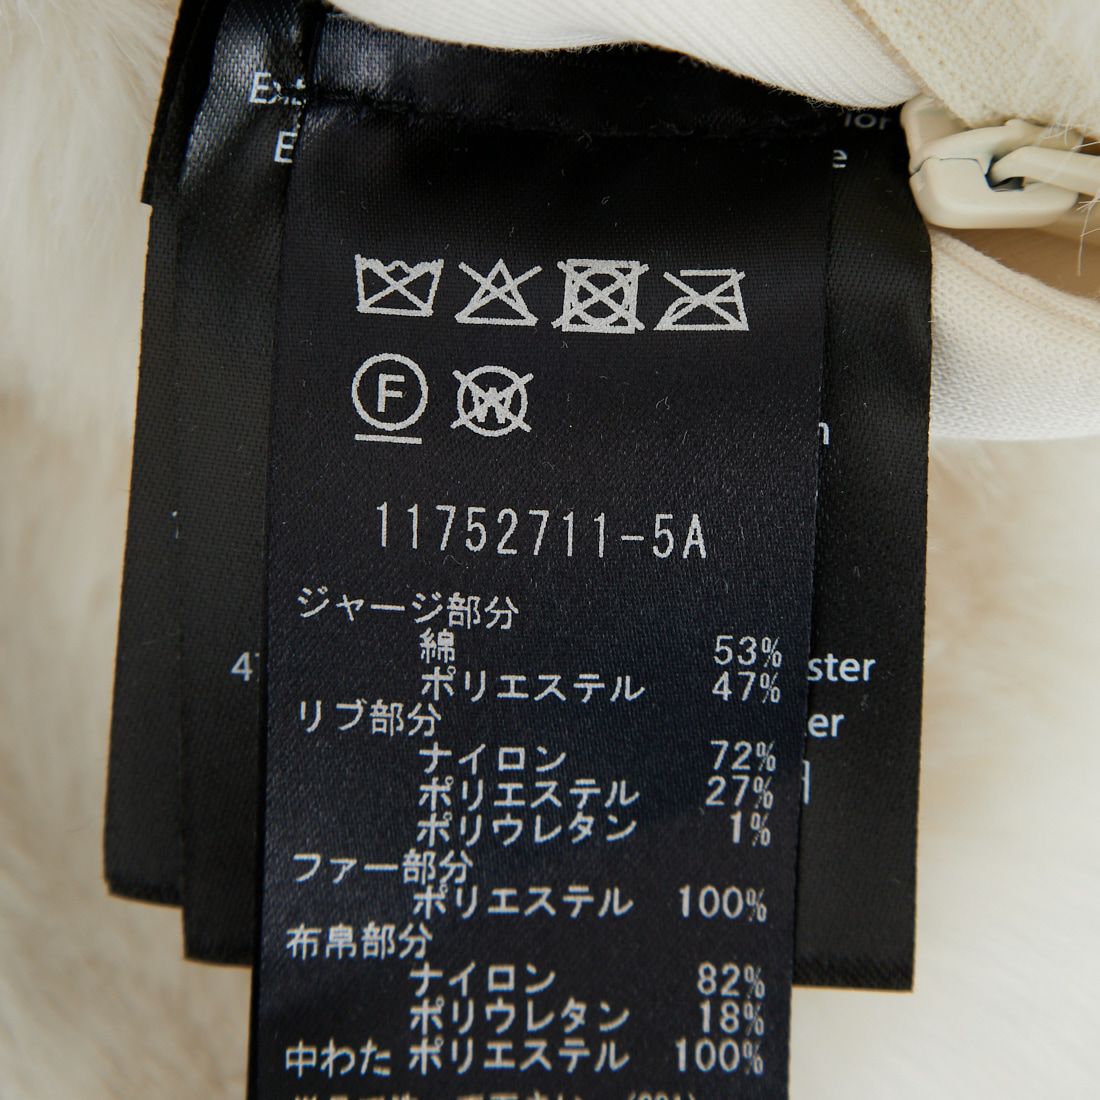 F
W
11752711-5A
ジャージ部分
綿 53%
ポリエステル 47%
リブ部分
ナイロン 72%
ポリエステル 27%
ポリウレタン 1%
ファー部分
ポリエステル 100%
布帛部分
ナイロン 82%
ポリウレタン 18%
中わた ポリエステル 100%